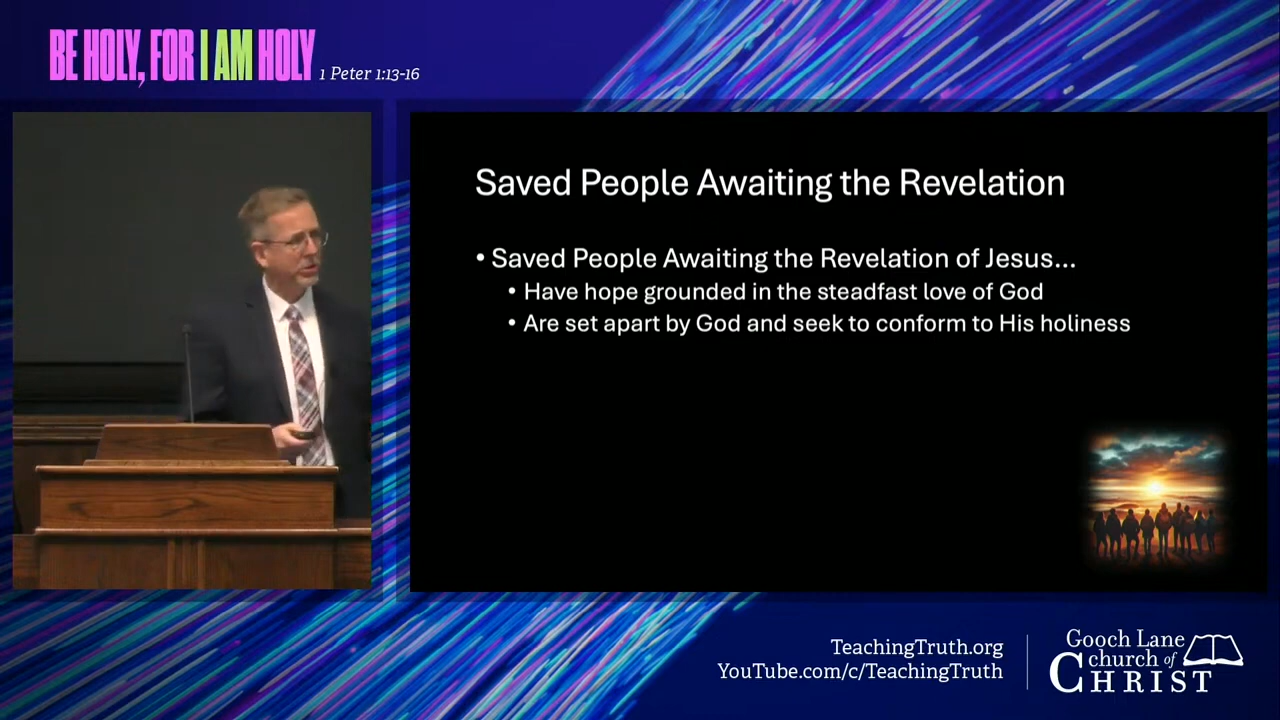 BE HOLY, FOR I AM HOLY 1 Peter 1:13-16
Saved People Awaiting the Revelation
• Saved People Awaiting the Revelation of Jesus...
• Have hope grounded in the steadfast love of God
• Are set apart by God and seek to conform to His holiness
TeachingTruth.org
YouTube.com/c/TeachingTruth
Gooch Lane
church of
CHRIST